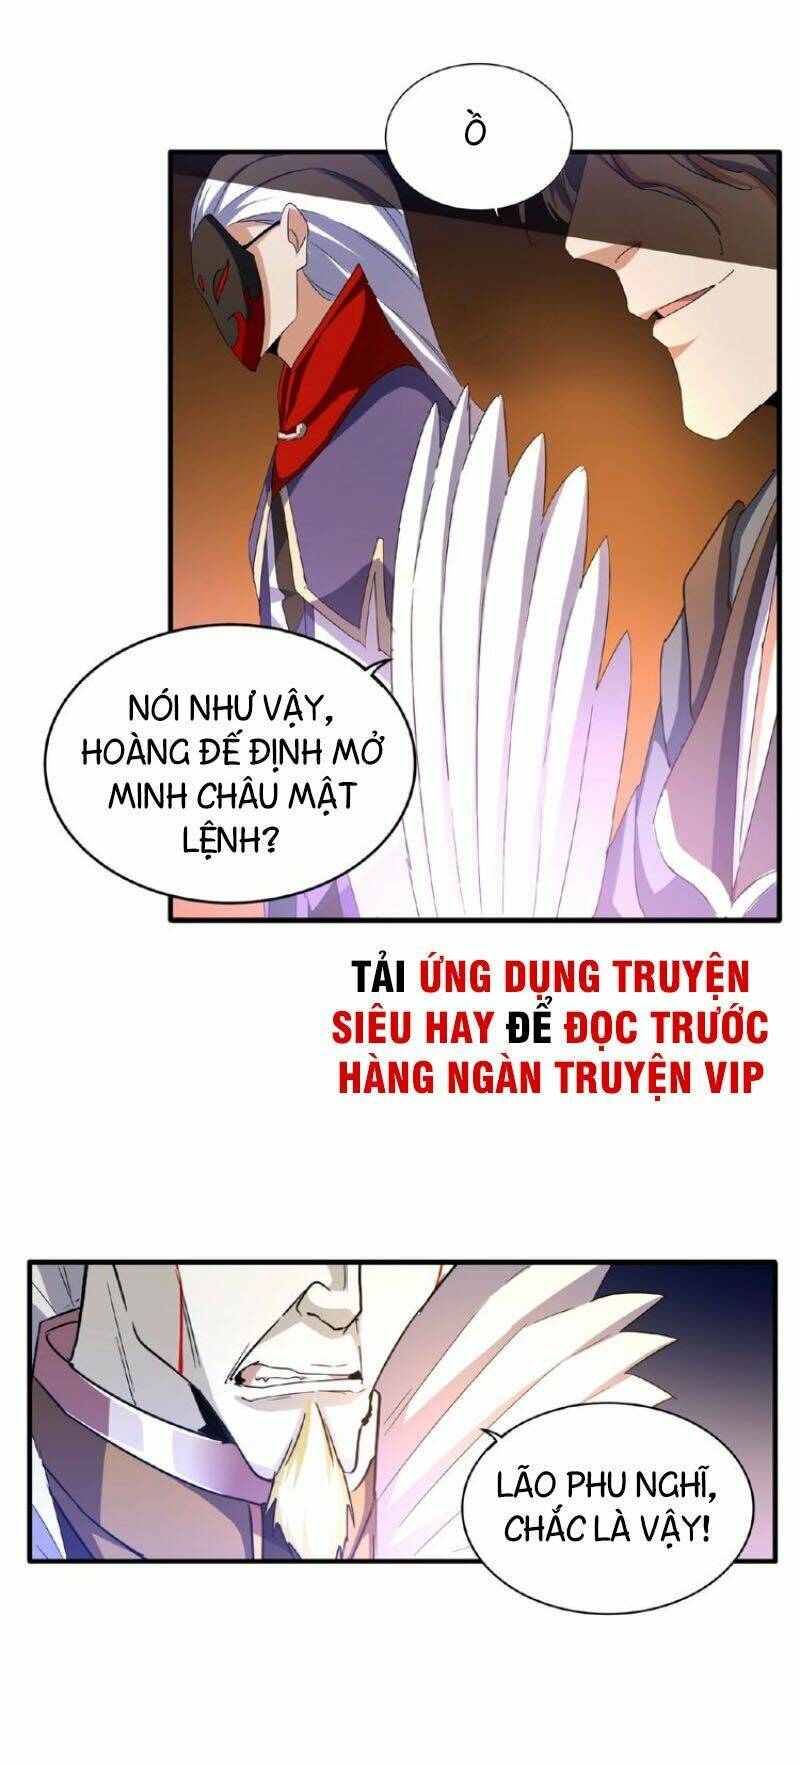 Ồ
NÓI NHƯ VẬY,
HOÀNG ĐẾ ĐỊNH MỞ
MINH CHÂU MẬT
LỆNH?
TẢI ỨNG DỤNG TRUYỆN
SIÊU HAY ĐỂ ĐỌC TRƯỚC
HÀNG NGÀN TRUYỆN VIP
LÃO PHU NGHĨ,
CHẮC LÀ VẬY!